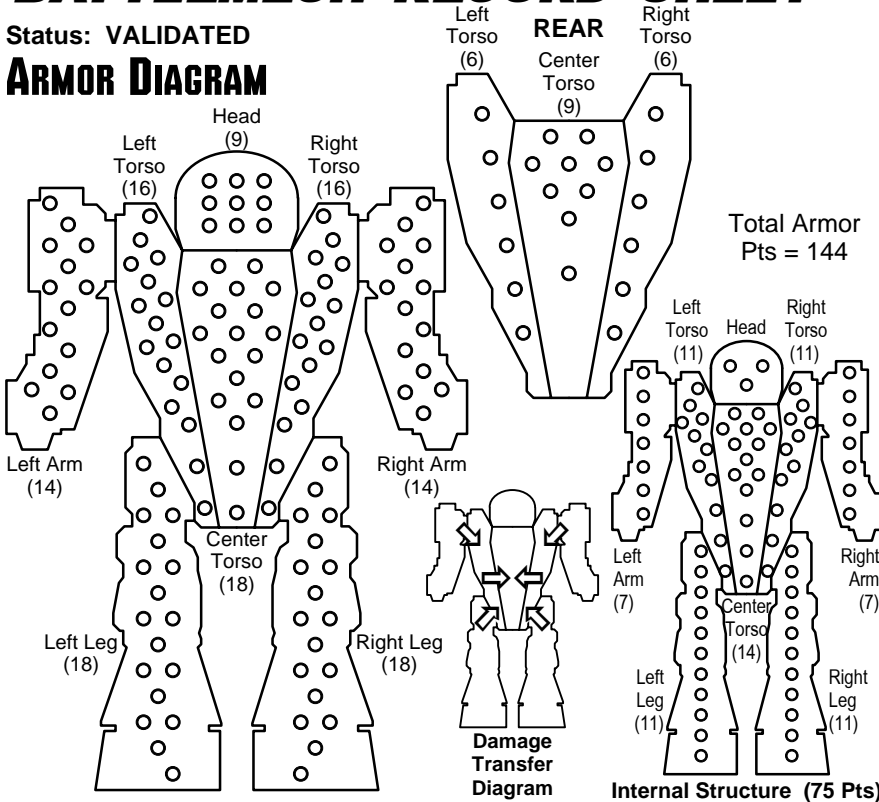 BATTLEMECH RECORD SHEET
Status: VALIDATED
ARMOR DIAGRAM
Head
(9)
Left
Torso
(16)
Right
Torso
(16)
Left Arm
(14)
Right Arm
(14)
Center
Torso
(18)
Left Leg
(18)
Right Leg
(18)
REAR
Left
Torso
(6)
Center
Torso
(9)
Right
Torso
(6)
Total Armor
Pts = 144
Damage
Transfer
Diagram
Left
Torso
(11)
Head
Right
Torso
(11)
Left
Arm
(7)
Right
Arm
(7)
Center
Torso
(14)
Left
Leg
(11)
Right
Leg
(11)
Internal Structure (75 Pts)